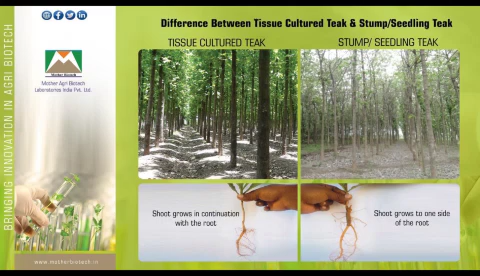 BRINGING INNOVATION IN AGRI BIOTECH
Mother Biotech
Mother Agri Biotech
Laboratories India Pvt. Ltd.
www.motherbiotech.in
Difference Between Tissue Cultured Teak & Stump/Seedling Teak
TISSUE CULTURED TEAK
STUMP/ SEEDLING TEAK
Shoot grows in continuation
with the root
Shoot grows to one side
of the root